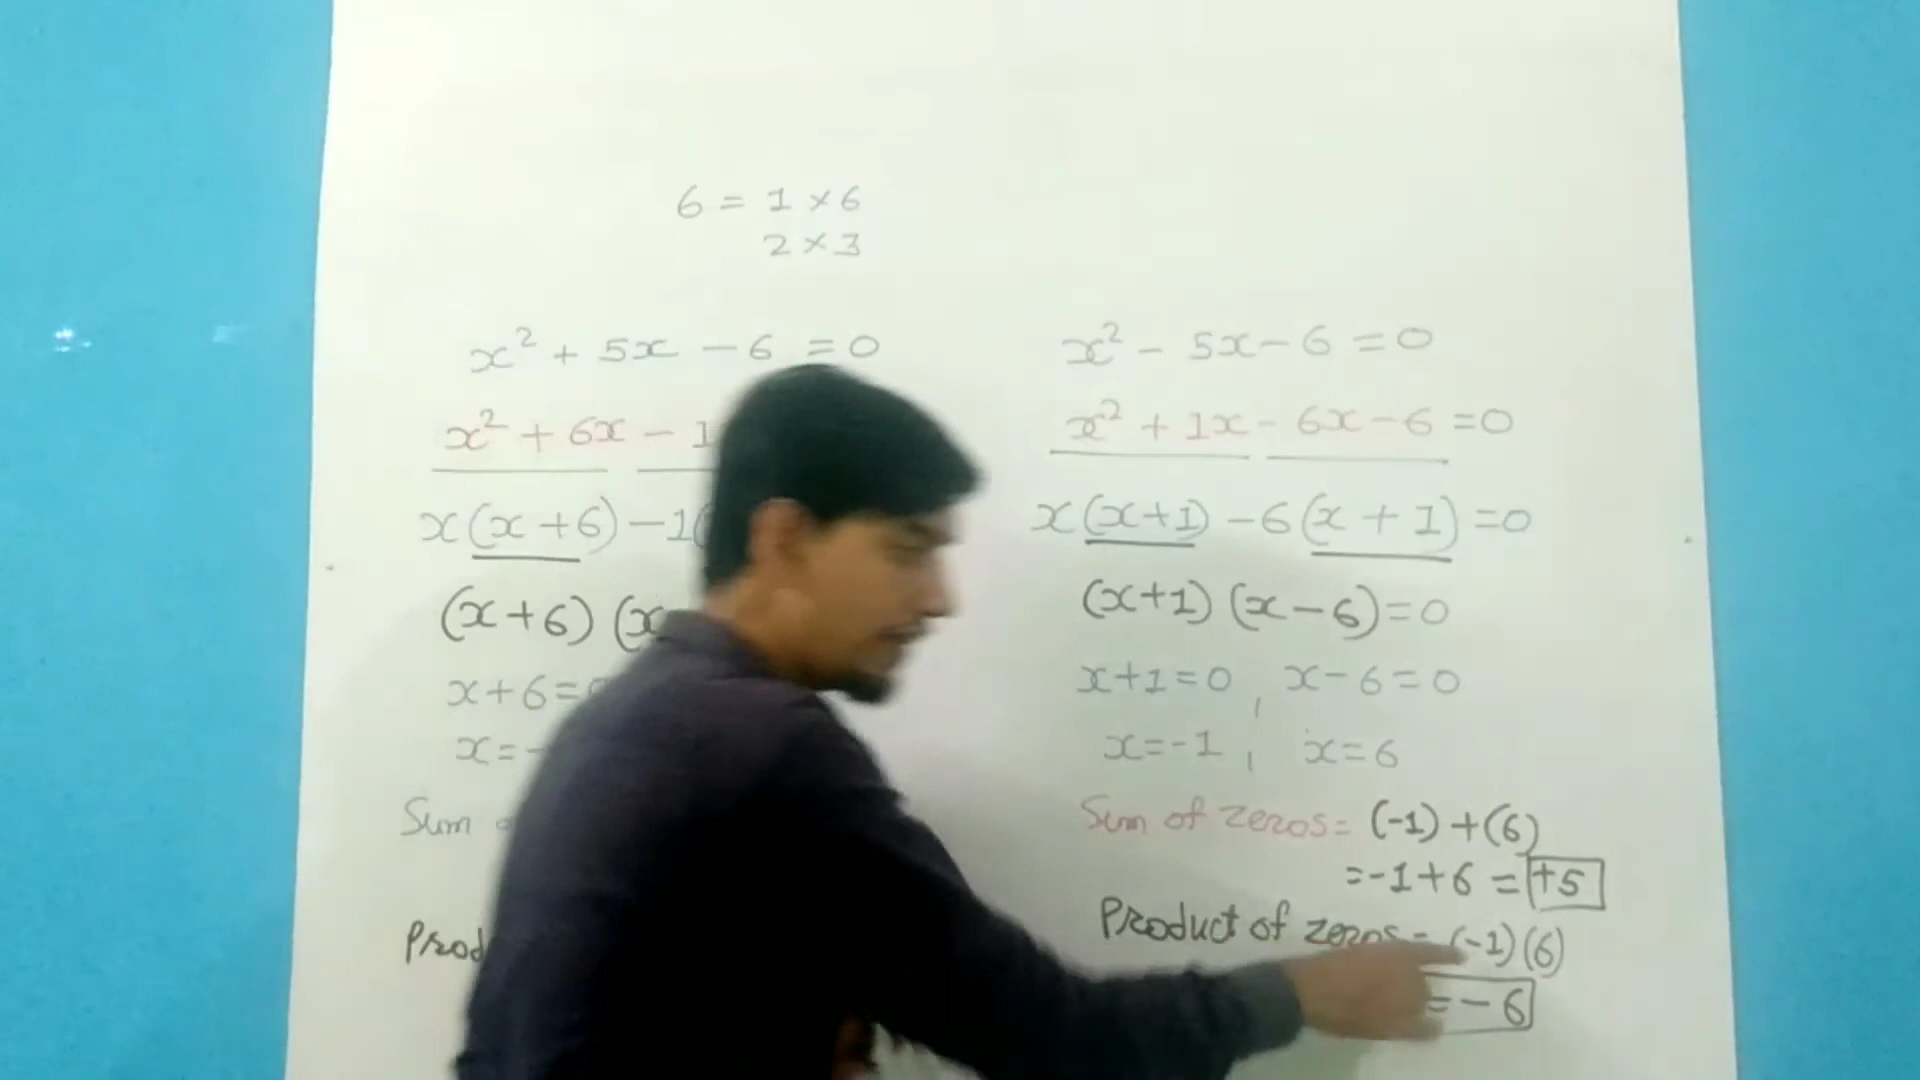 6 = 1 × 6
2 × 3
x² + 5x - 6 = 0
x² + 6x - 1
x(x+6) -1(
(x+6) (x
x+6=0
x=-
Sum
Prod
x² - 5x - 6 = 0
x² + 1x - 6x - 6 = 0
x(x+1) - 6(x + 1) = 0
(x+1) (x-6) = 0
x+1=0, x-6=0
x=-1, x=6
Sum of zeros= (-1) + (6)
= -1+6 = +5
Product of zeros= (-1)(6)
= -6